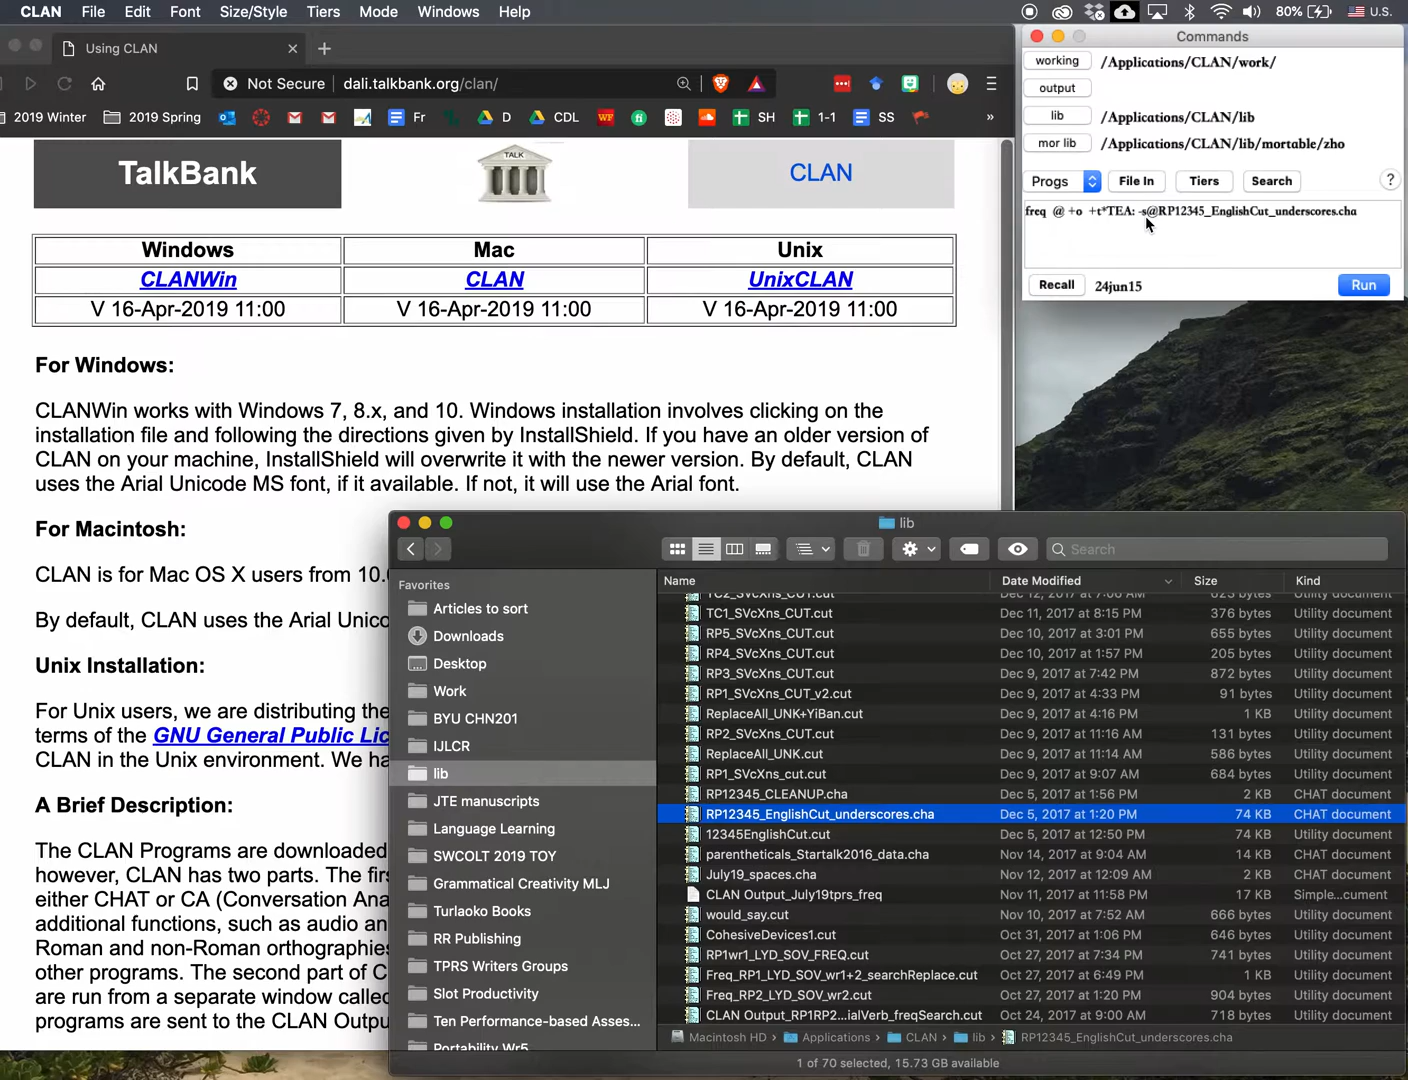 CLAN File Edit Font Size/Style Tiers Mode Windows Help
80% U.S.
Using CLAN
Not Secure dali.talkbank.org/clan/
2019 Winter 2019 Spring Fr D CDL WF fi SH 1-1 SS »
TalkBank
TALK
CLAN
Windows Mac Unix
CLANWin CLAN UnixCLAN
V 16-Apr-2019 11:00 V 16-Apr-2019 11:00 V 16-Apr-2019 11:00
For Windows:
CLANWin works with Windows 7, 8.x, and 10. Windows installation involves clicking on the
installation file and following the directions given by InstallShield. If you have an older version of
CLAN on your machine, InstallShield will overwrite it with the newer version. By default, CLAN
uses the Arial Unicode MS font, if it available. If not, it will use the Arial font.
For Macintosh:
CLAN is for Mac OS X users from 10.
By default, CLAN uses the Arial Unico
Unix Installation:
For Unix users, we are distributing the
terms of the GNU General Public Lic
CLAN in the Unix environment. We ha
A Brief Description:
The CLAN Programs are downloaded
however, CLAN has two parts. The firs
either CHAT or CA (Conversation Ana
additional functions, such as audio an
Roman and non-Roman orthographies
other programs. The second part of C
are run from a separate window called
programs are sent to the CLAN Outpu
Commands
working /Applications/CLAN/work/
output
lib /Applications/CLAN/lib
mor lib /Applications/CLAN/lib/mortable/zho
Progs File In Tiers Search ?
freq @ +o +t*TEA: -s@RP12345_EnglishCut_underscores.cha
Recall 24jun15 Run
lib
Search
Favorites
Articles to sort
Downloads
Desktop
Work
BYU CHN201
IJLCR
lib
JTE manuscripts
Language Learning
SWCOLT 2019 TOY
Grammatical Creativity MLJ
Turlaoko Books
RR Publishing
TPRS Writers Groups
Slot Productivity
Ten Performance-based Asses...
Portability Wr5
Name Date Modified Size Kind
TC2_SVcXns_CUT.cut Dec 12, 2017 at 7:06 AM 623 bytes Utility document
TC1_SVcXns_CUT.cut Dec 11, 2017 at 8:15 PM 376 bytes Utility document
RP5_SVcXns_CUT.cut Dec 10, 2017 at 3:01 PM 655 bytes Utility document
RP4_SVcXns_CUT.cut Dec 10, 2017 at 1:57 PM 205 bytes Utility document
RP3_SVcXns_CUT.cut Dec 9, 2017 at 7:42 PM 872 bytes Utility document
RP1_SVcXns_CUT_v2.cut Dec 9, 2017 at 4:33 PM 91 bytes Utility document
ReplaceAll_UNK+YiBan.cut Dec 9, 2017 at 4:16 PM 1 KB Utility document
RP2_SVcXns_CUT.cut Dec 9, 2017 at 11:16 AM 131 bytes Utility document
ReplaceAll_UNK.cut Dec 9, 2017 at 11:14 AM 586 bytes Utility document
RP1_SVcXns_cut.cut Dec 9, 2017 at 9:07 AM 684 bytes Utility document
RP12345_CLEANUP.cha Dec 5, 2017 at 1:56 PM 2 KB CHAT document
RP12345_EnglishCut_underscores.cha Dec 5, 2017 at 1:20 PM 74 KB CHAT document
12345EnglishCut.cut Dec 5, 2017 at 12:50 PM 74 KB Utility document
parentheticals_Startalk2016_data.cha Nov 14, 2017 at 9:04 AM 14 KB CHAT document
July19_spaces.cha Nov 12, 2017 at 12:09 AM 2 KB CHAT document
CLAN Output_July19tprs_freq Nov 11, 2017 at 11:58 PM 17 KB Simple...cument
would_say.cut Nov 10, 2017 at 7:52 AM 666 bytes Utility document
CohesiveDevices1.cut Oct 31, 2017 at 1:06 PM 646 bytes Utility document
RP1wr1_LYD_SOV_FREQ.cut Oct 27, 2017 at 7:34 PM 741 bytes Utility document
Freq_RP1_LYD_SOV_wr1+2_searchReplace.cut Oct 27, 2017 at 6:49 PM 1 KB Utility document
Freq_RP2_LYD_SOV_wr2.cut Oct 27, 2017 at 1:20 PM 904 bytes Utility document
CLAN Output_RP1RP2...ialVerb_freqSearch.cut Oct 24, 2017 at 9:00 AM 718 bytes Utility document
Macintosh HD › Applications › CLAN › lib › RP12345_EnglishCut_underscores.cha
1 of 70 selected, 15.73 GB available